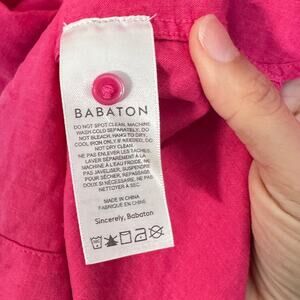 BABATON
DO NOT SPOT CLEAN, MACHINE
WASH COLD SEPARATELY, DO
NOT BLEACH, HANG TO DRY,
COOL IRON ONLY IF NEEDED, DO
NOT DRY CLEAN.
NE PAS ENLEVER LES TACHES,
LAVER SÉPARÉMENT À LA
MACHINE À L'EAU FROIDE, NE
PAS JAVELISER, SUSPENDRE
POUR SÉCHER, REPASSAGE
DOUX SI NÉCESSAIRE, NE PAS
NETTOYER À SEC.
MADE IN CHINA
FABRIQUÉ EN CHINE
Sincerely, Babaton